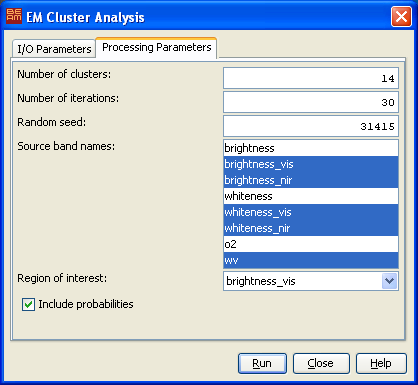 BEAM EM Cluster Analysis
I/O Parameters Processing Parameters
Number of clusters: 14
Number of iterations: 30
Random seed: 31415
Source band names: brightness
brightness_vis
brightness_nir
whiteness
whiteness_vis
whiteness_nir
o2
wv
Region of interest: brightness_vis
Include probabilities
Run Close Help